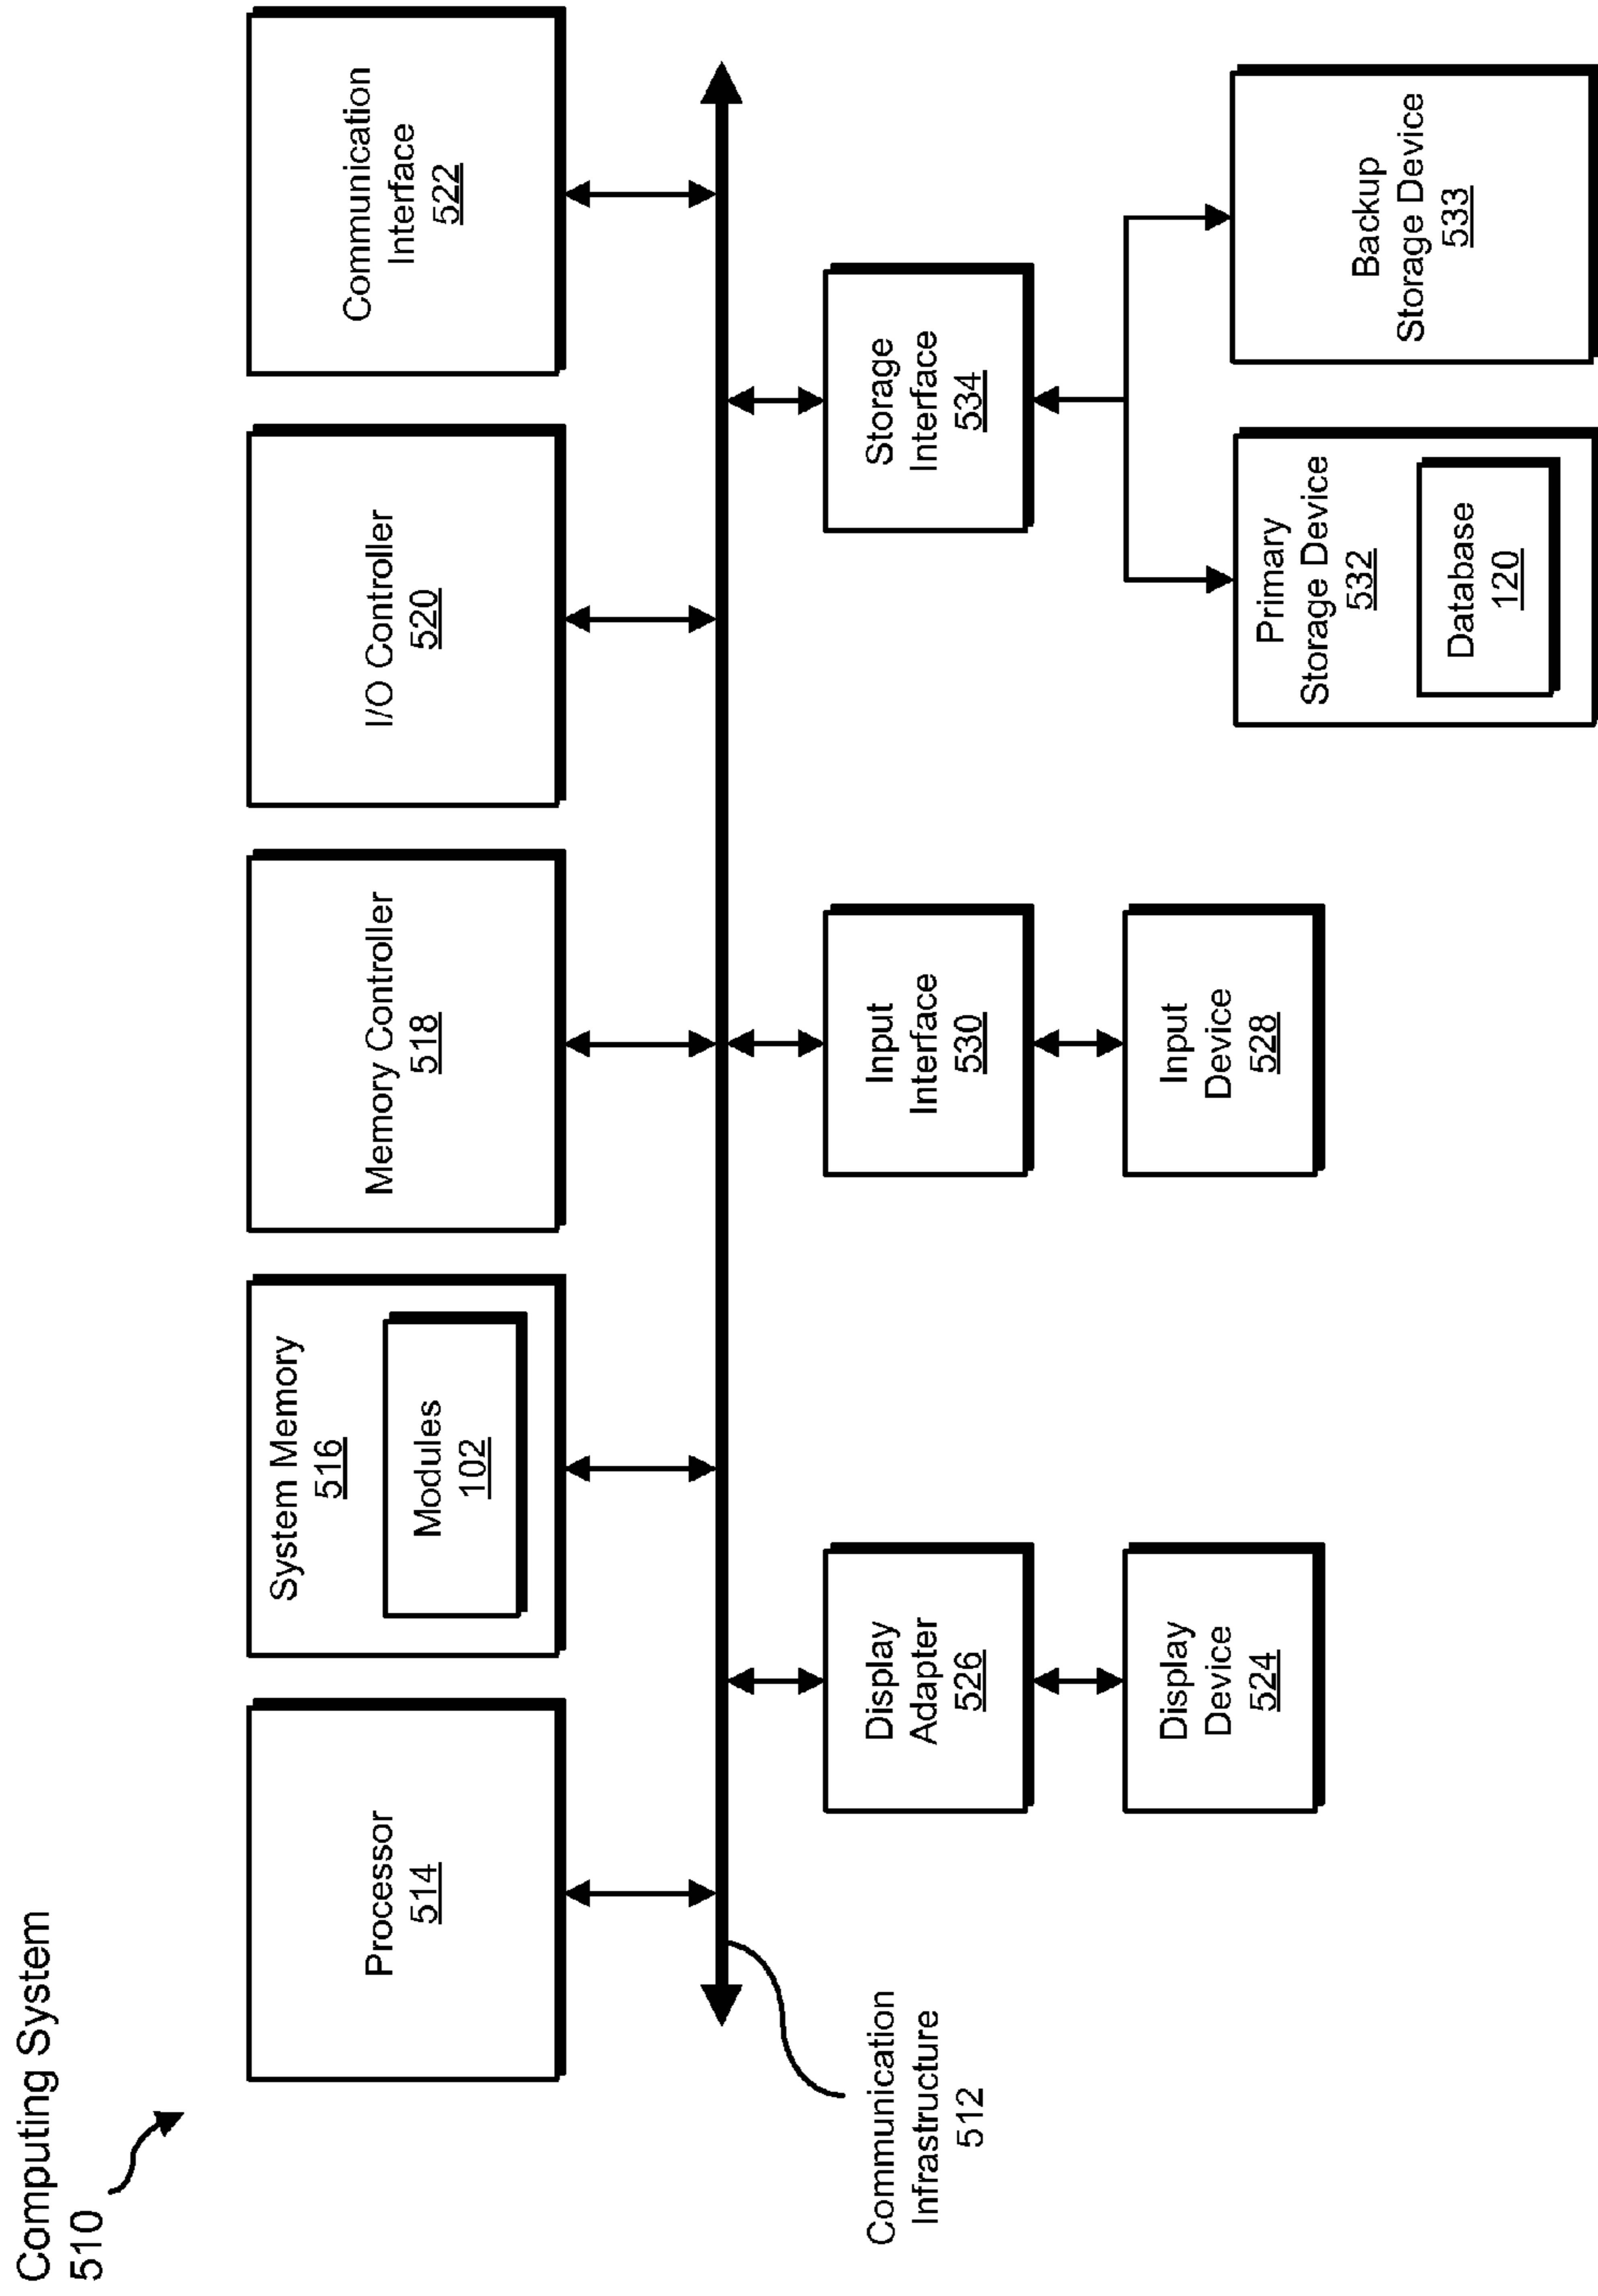 Computing System
510
Processor
514
System Memory
516
Modules
102
Memory Controller
518
I/O Controller
520
Communication
Interface
522
Communication
Infrastructure
512
Display
Adapter
526
Input
Interface
530
Storage
Interface
534
Display
Device
524
Input
Device
528
Primary
Storage Device
532
Database
120
Backup
Storage Device
533